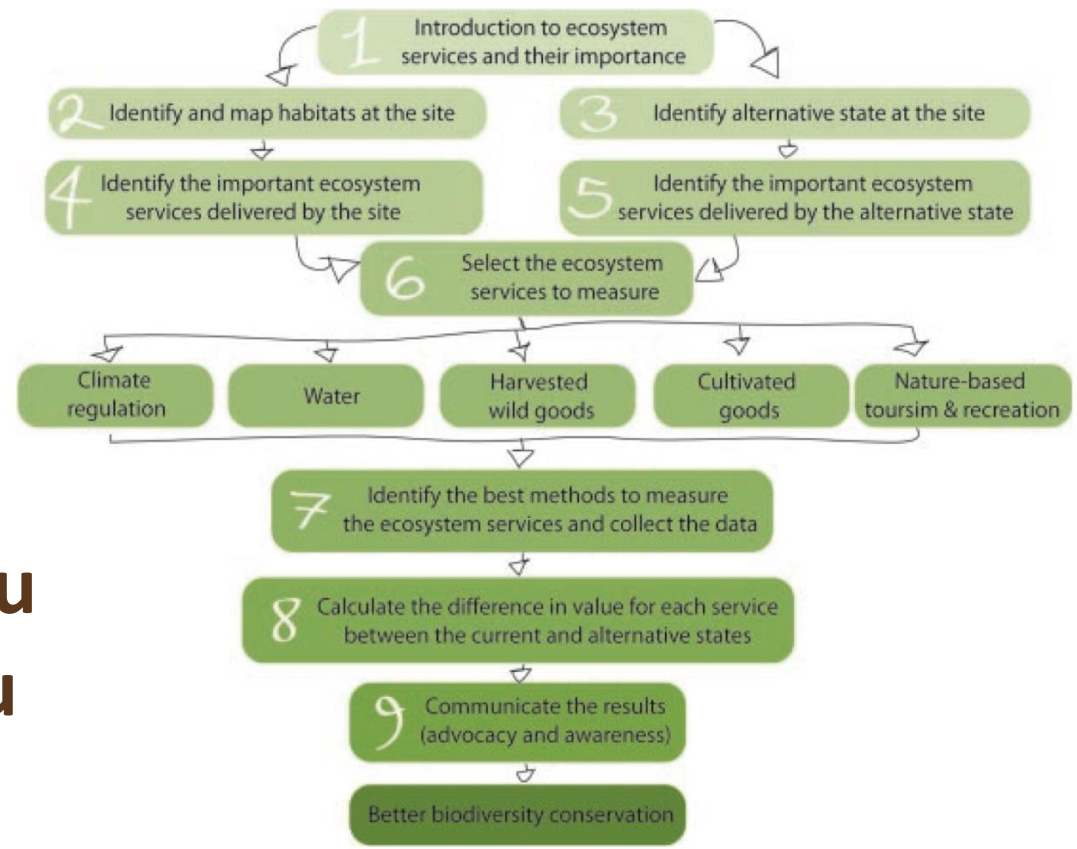 1 Introduction to ecosystem
services and their importance
2 Identify and map habitats at the site
3 Identify alternative state at the site
4 Identify the important ecosystem
services delivered by the site
5 Identify the important ecosystem
services delivered by the alternative state
6 Select the ecosystem
services to measure
Climate
regulation
Water
Harvested
wild goods
Cultivated
goods
Nature-based
toursim & recreation
7 Identify the best methods to measure
the ecosystem services and collect the data
u
8 Calculate the difference in value for each service
between the current and alternative states
9 Communicate the results
(advocacy and awareness)
Better biodiversity conservation